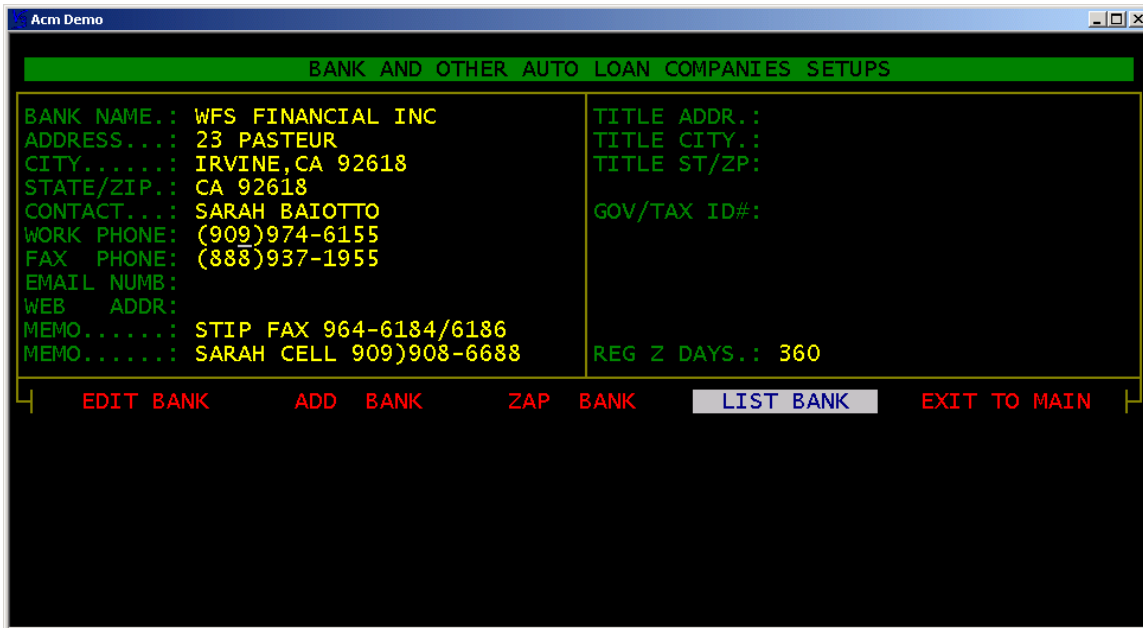 Acm Demo
BANK AND OTHER AUTO LOAN COMPANIES SETUPS
BANK NAME.: WFS FINANCIAL INC
ADDRESS...: 23 PASTEUR
CITY......: IRVINE,CA 92618
STATE/ZIP.: CA 92618
CONTACT...: SARAH BAIOTTO
WORK PHONE: (909)974-6155
FAX  PHONE: (888)937-1955
EMAIL NUMB:
WEB   ADDR:
MEMO......: STIP FAX 964-6184/6186
MEMO......: SARAH CELL 909)908-6688
TITLE ADDR.:
TITLE CITY.:
TITLE ST/ZP:
GOV/TAX ID#:
REG Z DAYS.: 360
EDIT BANK ADD  BANK ZAP  BANK LIST BANK EXIT TO MAIN